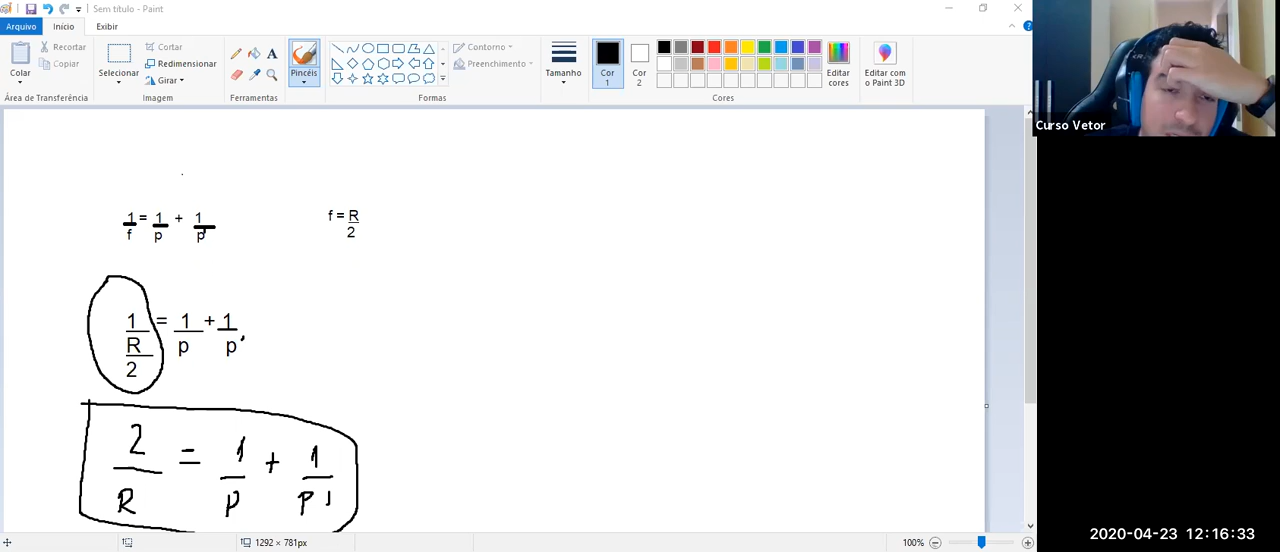 Sem título - Paint
Arquivo Início Exibir
Colar
Recortar
Copiar
Área de Transferência
Selecionar
Cortar
Redimensionar
Girar
Imagem
Ferramentas
Pincéis
Contorno
Preenchimento
Formas
Tamanho
Cor 1
Cor 2
Editar cores
Cores
Editar com o Paint 3D
Curso Vetor
1/f = 1/p + 1/p'
f = R/2
1/(R/2) = 1/p + 1/p'
2/R = 1/p + 1/p'
1292 × 781px
100%
2020-04-23 12:16:33